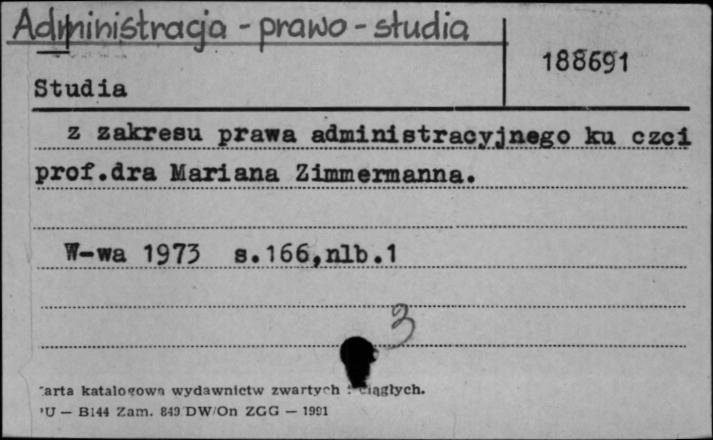 Administracja - prawo - studia
188691
Studia
z zakresu prawa administracyjnego ku czci
prof.dra Mariana Zimmermanna.
W-wa 1973 s.166,nlb.1
3
arta katalogowa wydawnictw zwartych i ciągłych.
U — B144 Zam. 849 DW/On ZGG — 1991